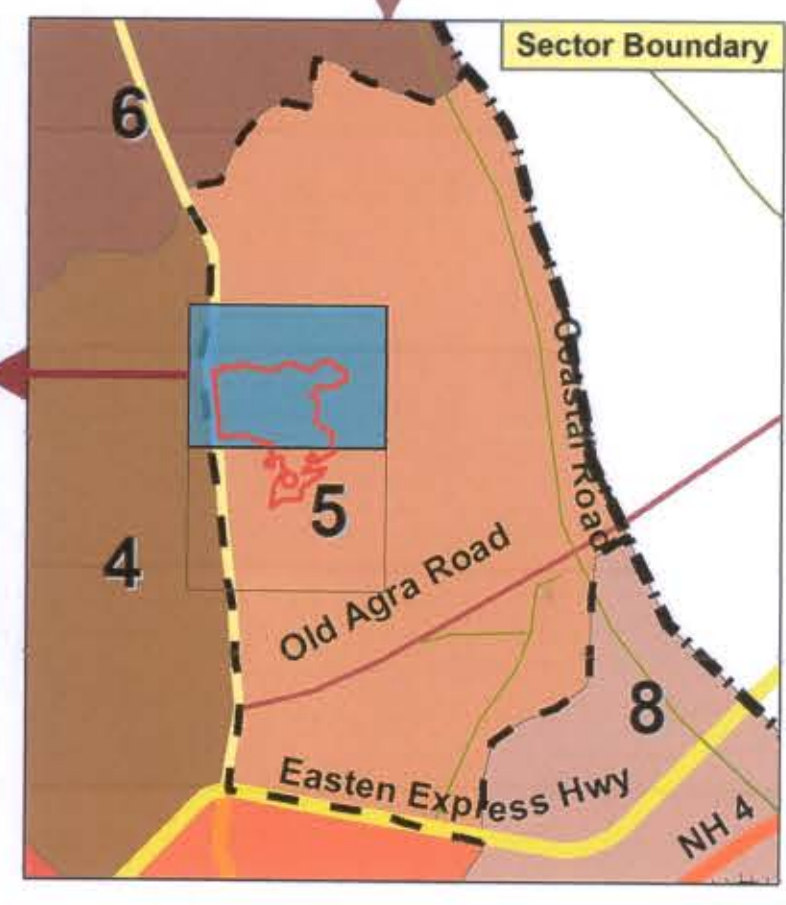 Sector Boundary
6
Coastal Road
5
4
Old Agra Road
8
Easten Express Hwy
NH 4